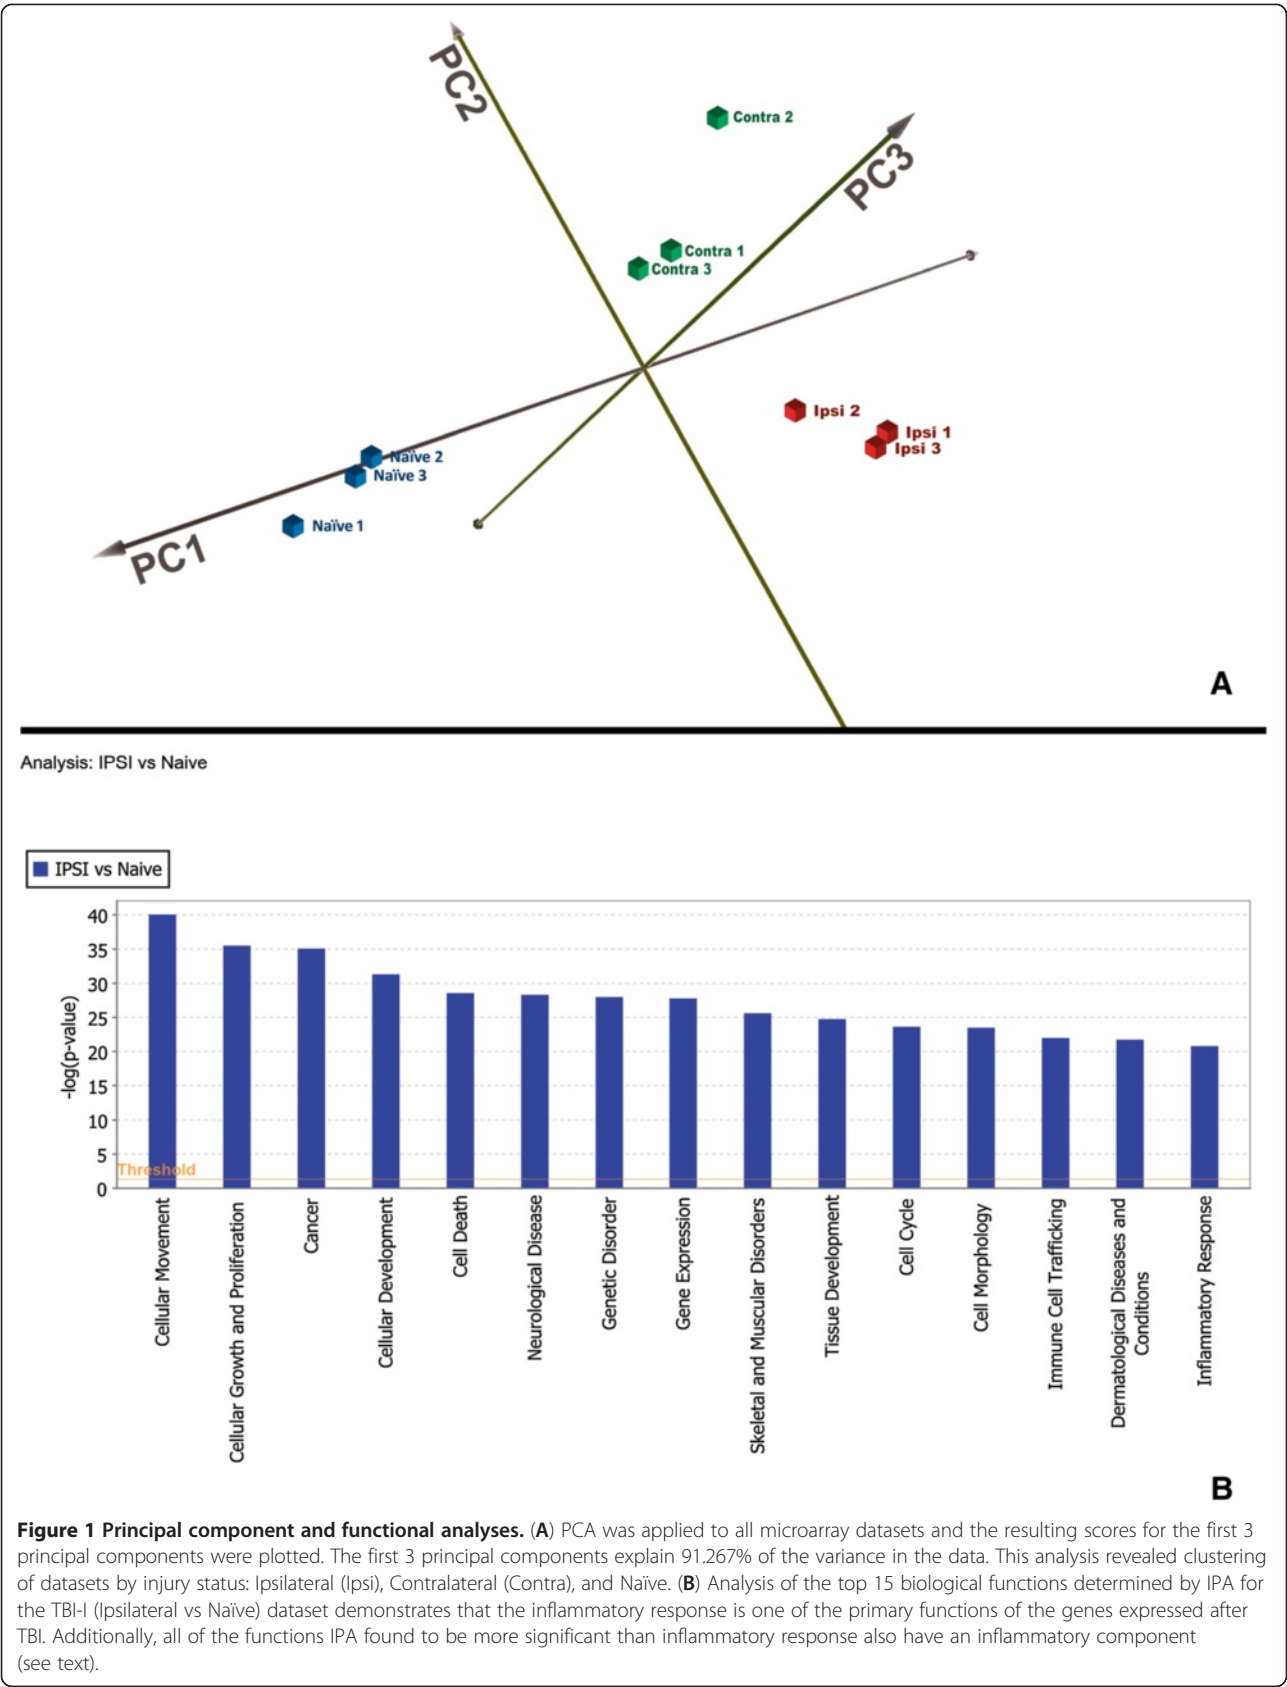 PC2
Contra 2
PC3
Contra 1
Contra 3
Ipsi 2
Ipsi 1
Ipsi 3
Naïve 2
Naïve 3
Naïve 1
PC1
A
Analysis: IPSI vs Naive
IPSI vs Naive
40
35
30
25
20
15
10
5
0
-log(p-value)
Threshold
Cellular Movement
Cellular Growth and Proliferation
Cancer
Cellular Development
Cell Death
Neurological Disease
Genetic Disorder
Gene Expression
Skeletal and Muscular Disorders
Tissue Development
Cell Cycle
Cell Morphology
Immune Cell Trafficking
Dermatological Diseases and
Conditions
Inflammatory Response
B
Figure 1 Principal component and functional analyses. (A) PCA was applied to all microarray datasets and the resulting scores for the first 3
principal components were plotted. The first 3 principal components explain 91.267% of the variance in the data. This analysis revealed clustering
of datasets by injury status: Ipsilateral (Ipsi), Contralateral (Contra), and Naïve. (B) Analysis of the top 15 biological functions determined by IPA for
the TBI-I (Ipsilateral vs Naïve) dataset demonstrates that the inflammatory response is one of the primary functions of the genes expressed after
TBI. Additionally, all of the functions IPA found to be more significant than inflammatory response also have an inflammatory component
(see text).